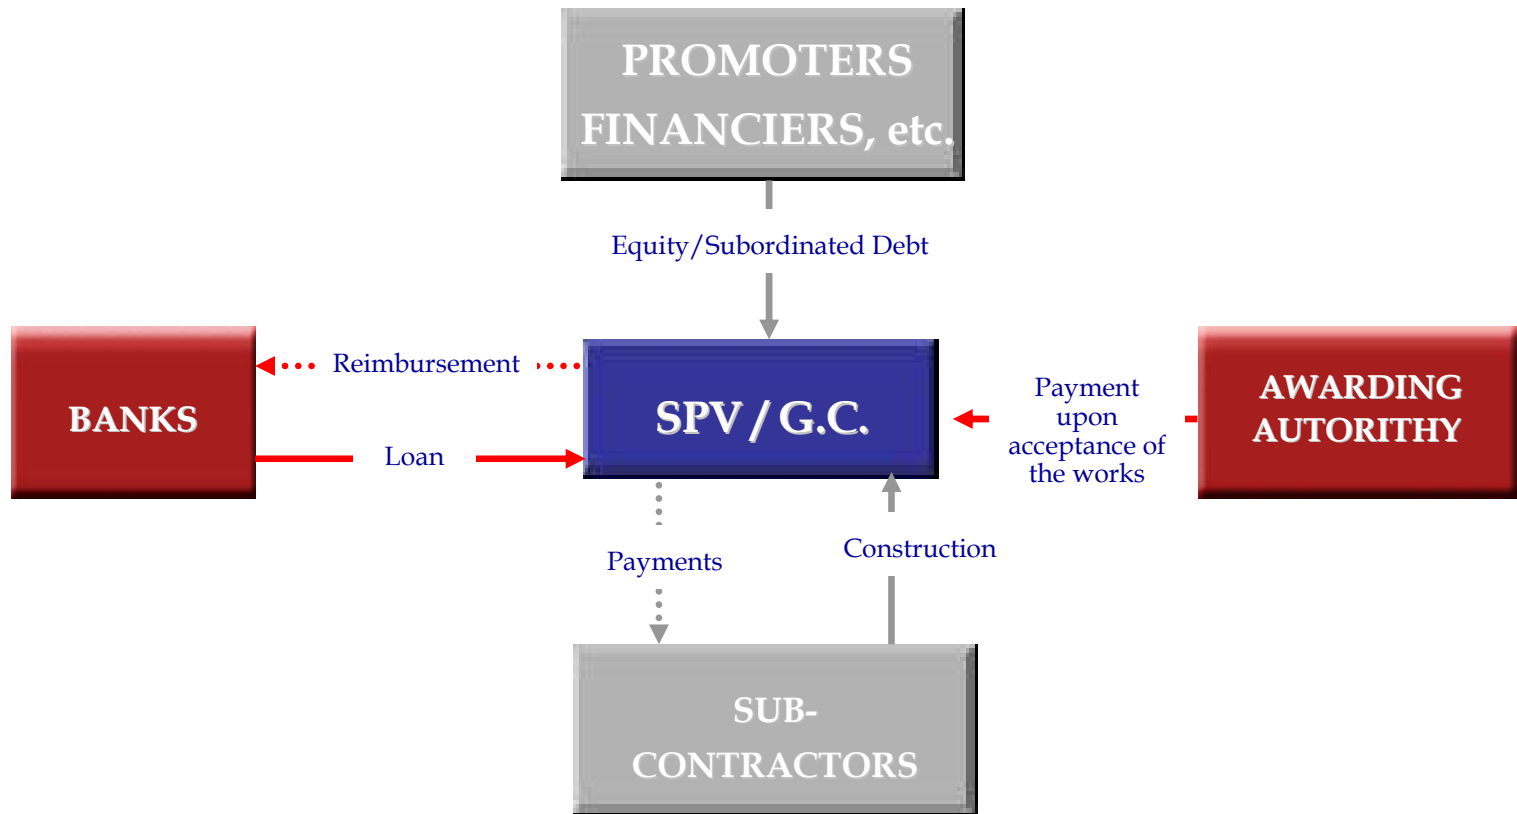 PROMOTERS
FINANCIERS, etc.
Equity/Subordinated Debt
Reimbursement
BANKS
Loan
SPV / G.C.
Payment
upon
acceptance of
the works
AWARDING
AUTORITHY
Payments
Construction
SUB-
CONTRACTORS